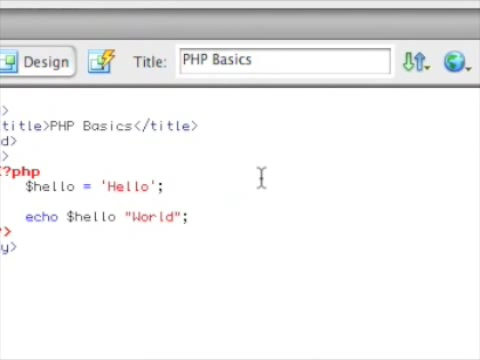 Design Title: PHP Basics
>
title>PHP Basics</title>
d>
>
?php
$hello = 'Hello';
echo $hello "World";
>
y>